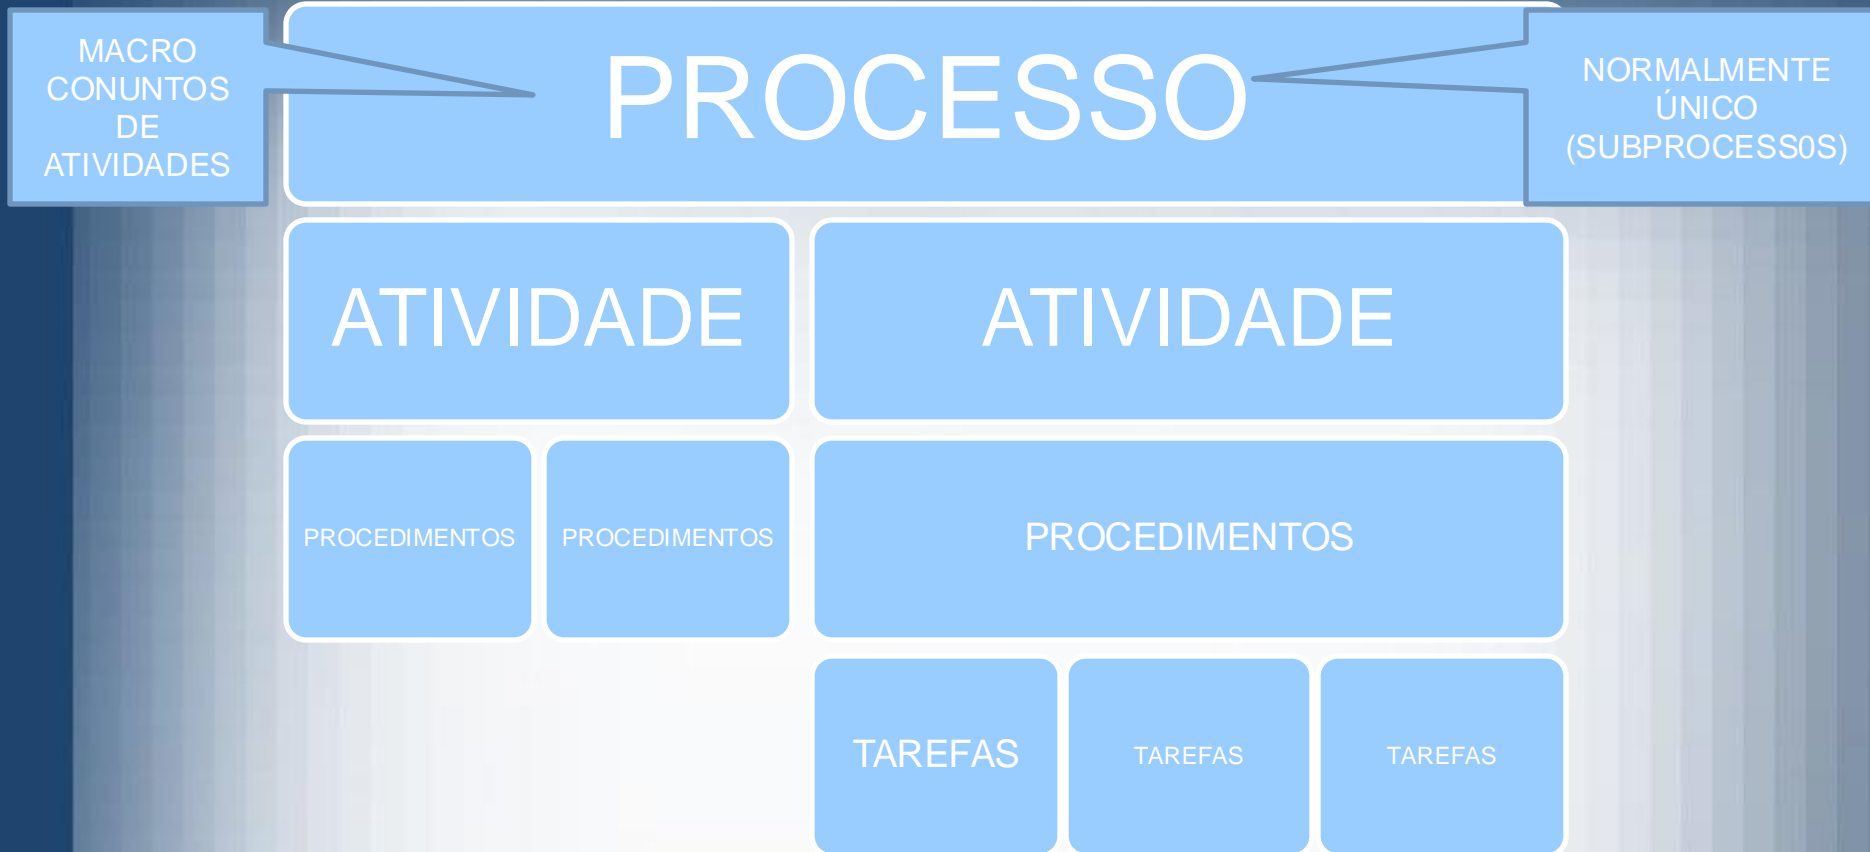 MACRO
CONUNTOS
DE
ATIVIDADES
PROCESSO
NORMALMENTE
ÚNICO
(SUBPROCESS0S)
ATIVIDADE
ATIVIDADE
PROCEDIMENTOS
PROCEDIMENTOS
PROCEDIMENTOS
TAREFAS
TAREFAS
TAREFAS